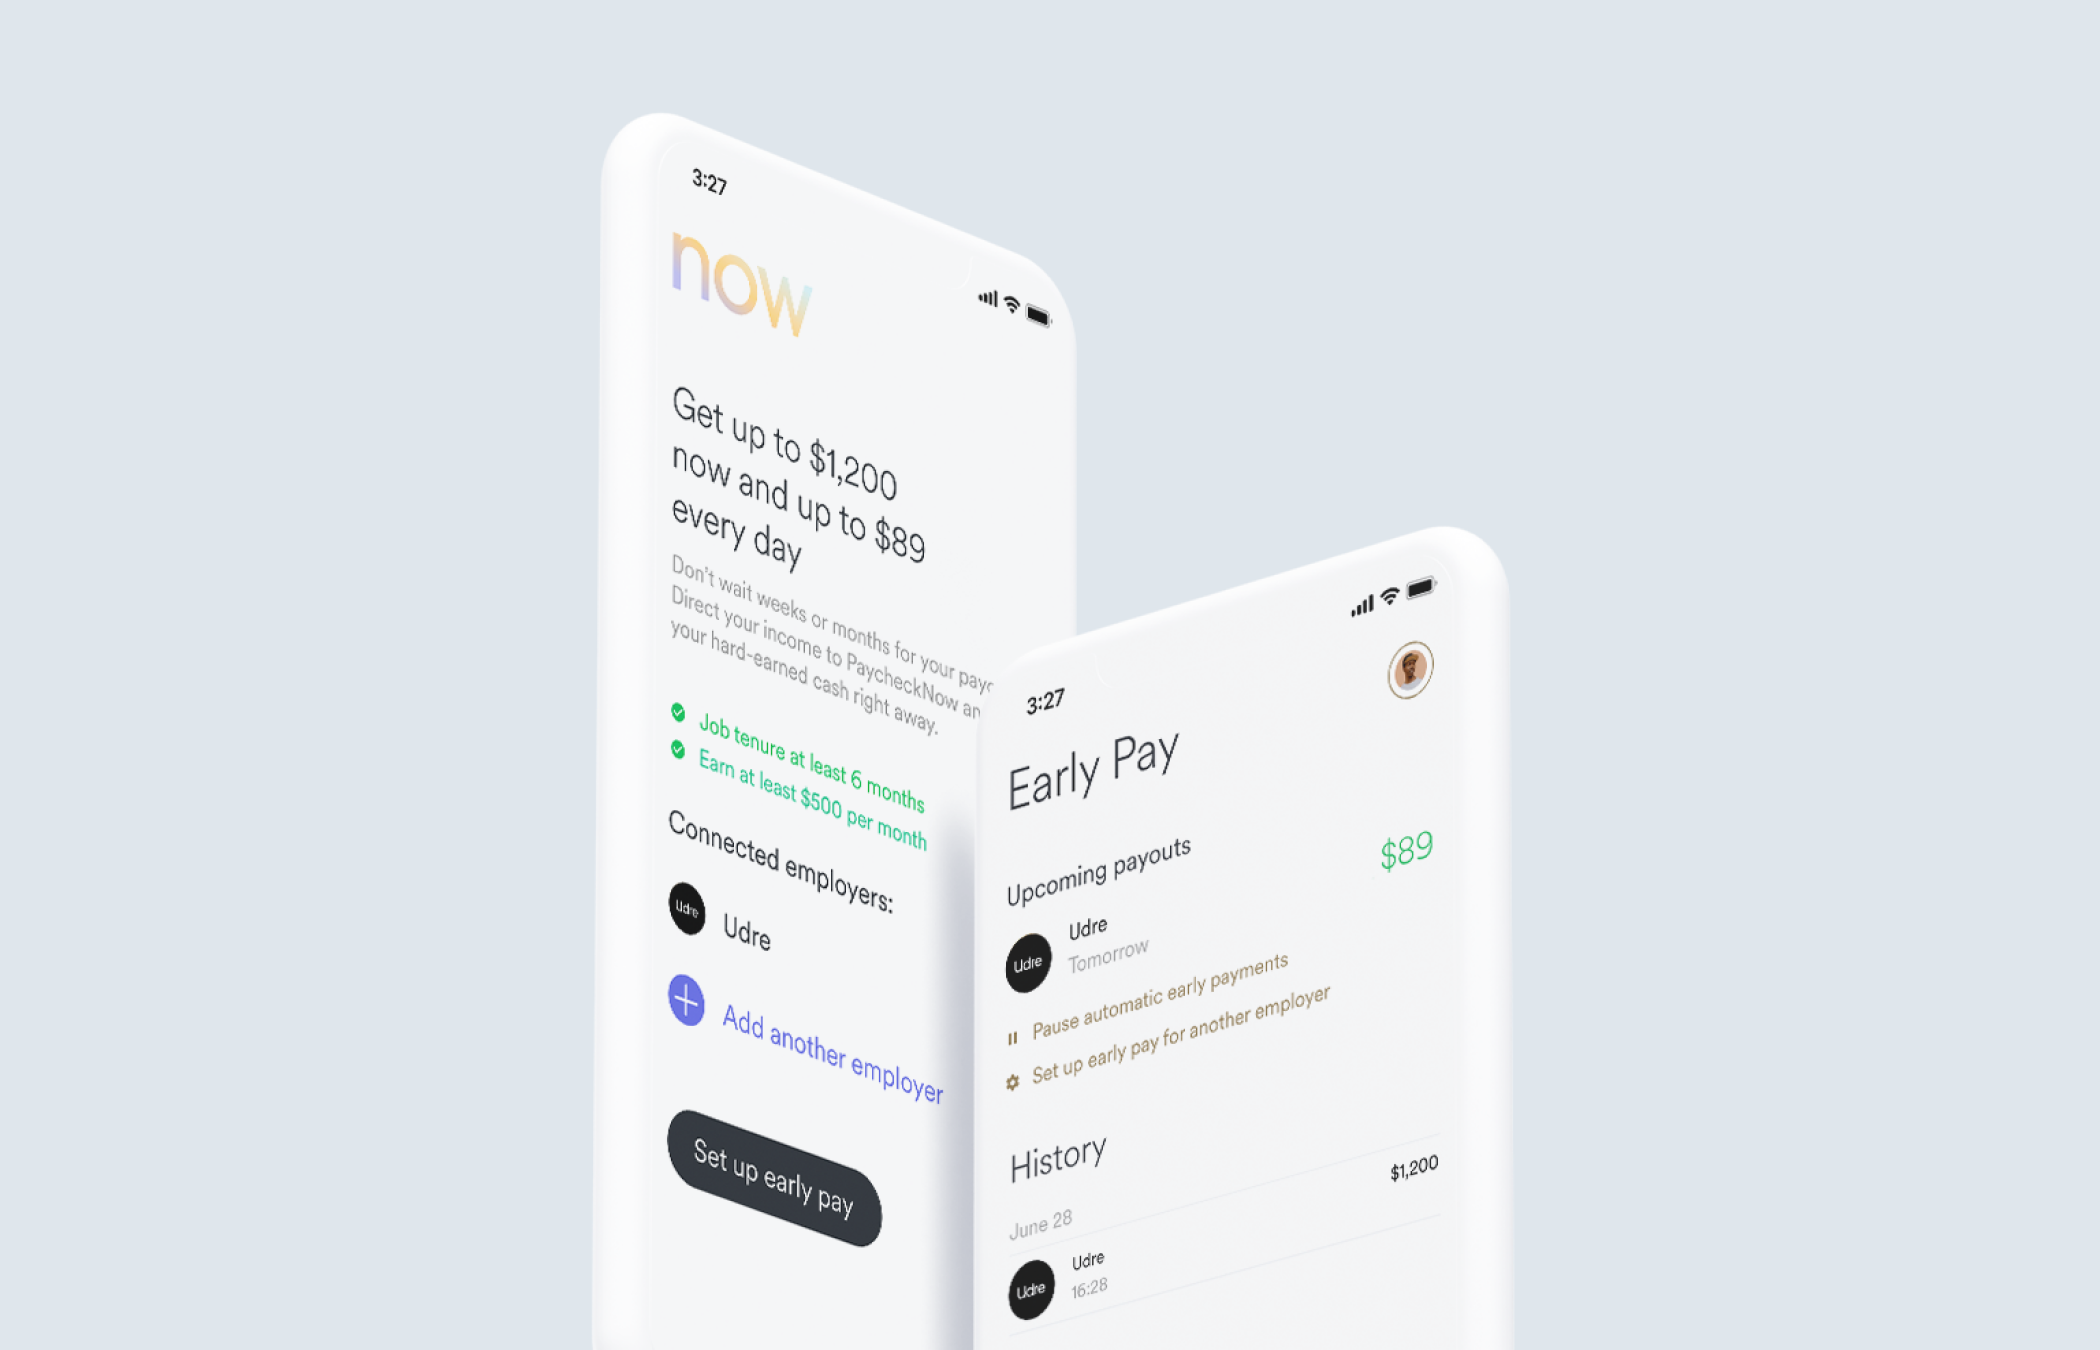 3:27
now
Get up to $1,200
now and up to $89
every day
Don't wait weeks or months for your
Direct your income to PaycheckNow
your hard-earned cash right away.
Job tenure at least 6 months
Earn at least $500 per month
Connected employers:
Udre
Udre
Add another employer
Set up early pay
3:27
Early Pay
Upcoming payouts
$89
Udre
Udre
Tomorrow
Pause automatic early payments
Set up early pay for another employer
History
June 28
$1,200
Udre
Udre
16:28